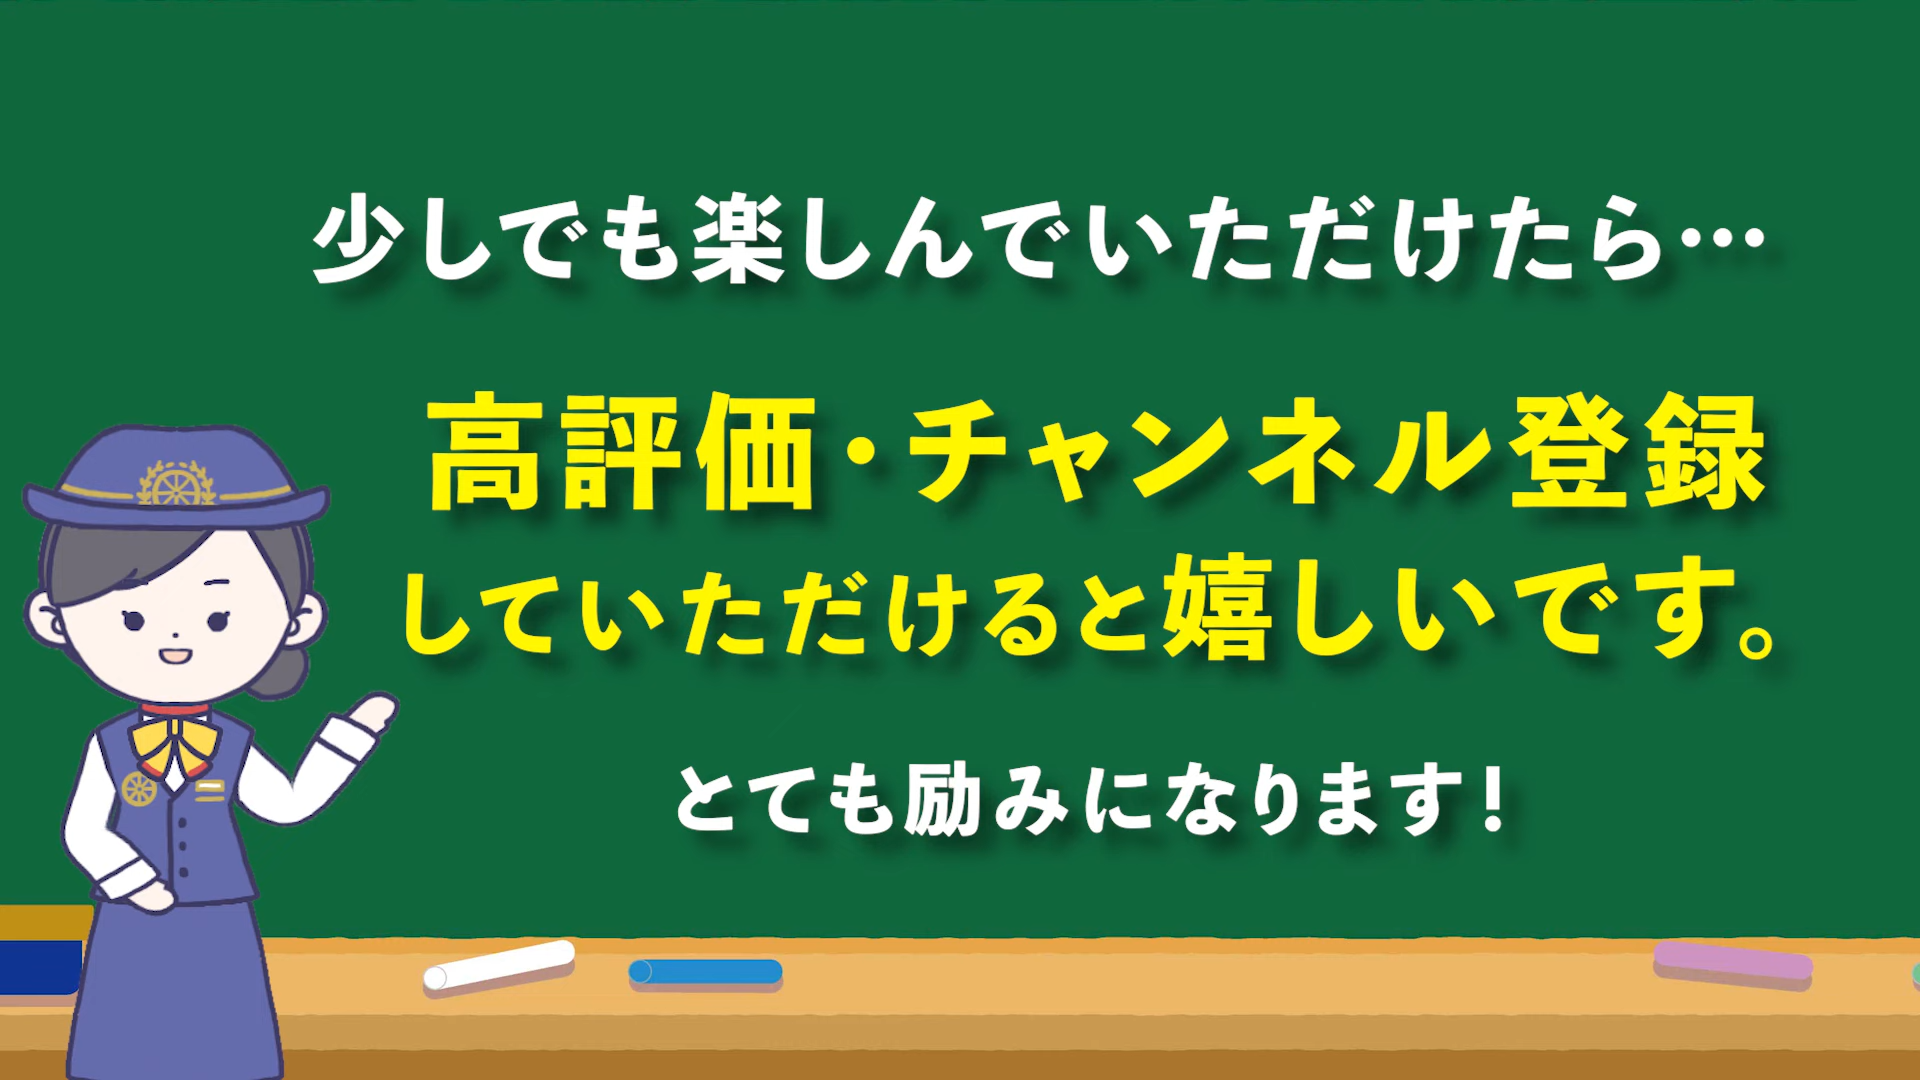 少しでも楽しんでいただけたら…
高評価・チャンネル登録
していただけると嬉しいです。
とても励みになります！